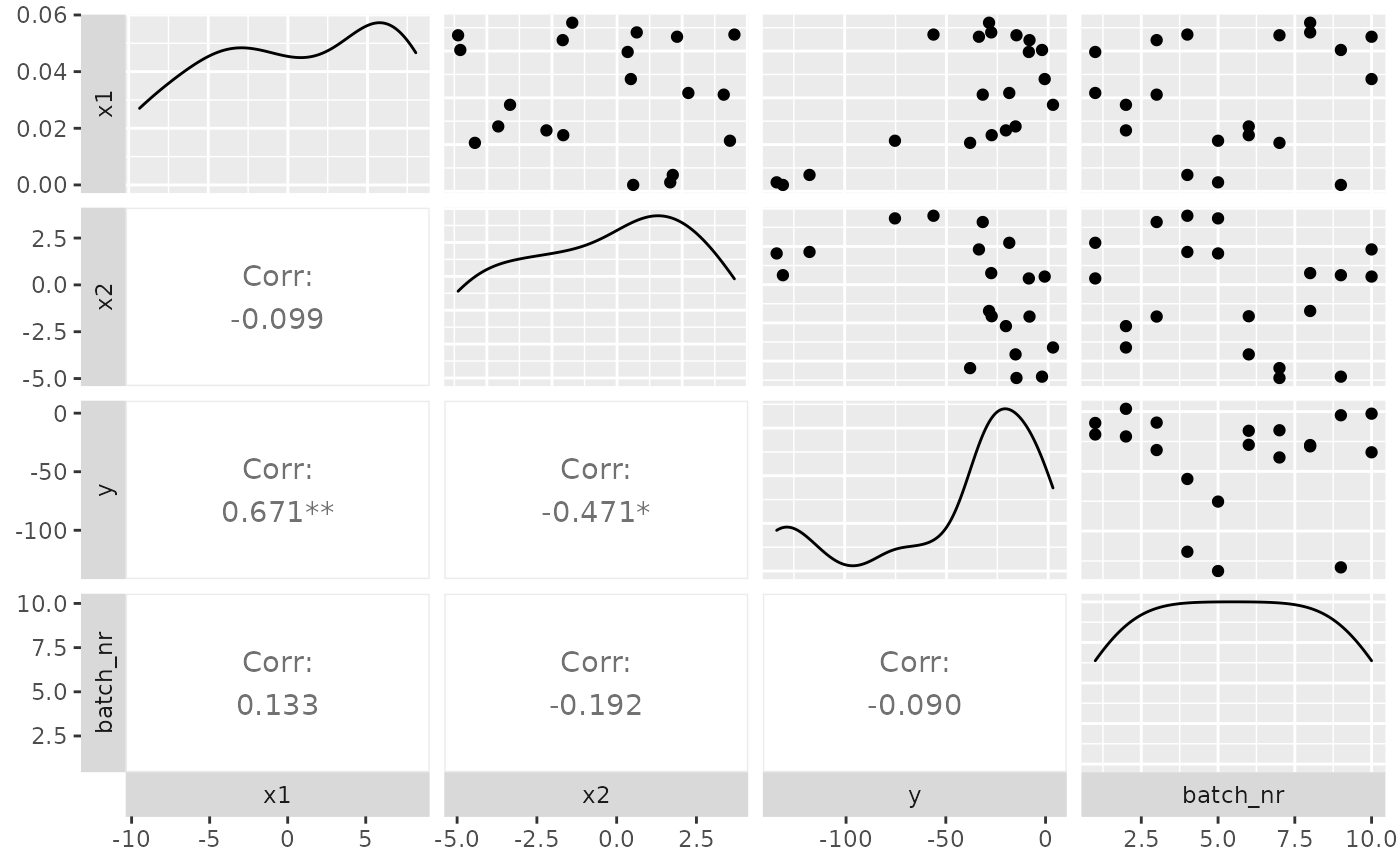 0.06
0.04
0.02
0.00
x1
2.5
0.0
-2.5
-5.0
x2
Corr:
-0.099
0
-50
-100
y
Corr:
0.671**
Corr:
-0.471*
10.0
7.5
5.0
2.5
batch_nr
Corr:
0.133
Corr:
-0.192
Corr:
-0.090
x1 x2 y batch_nr
-10 -5 0 5 -5.0 -2.5 0.0 2.5 -100 -50 0 2.5 5.0 7.5 10.0